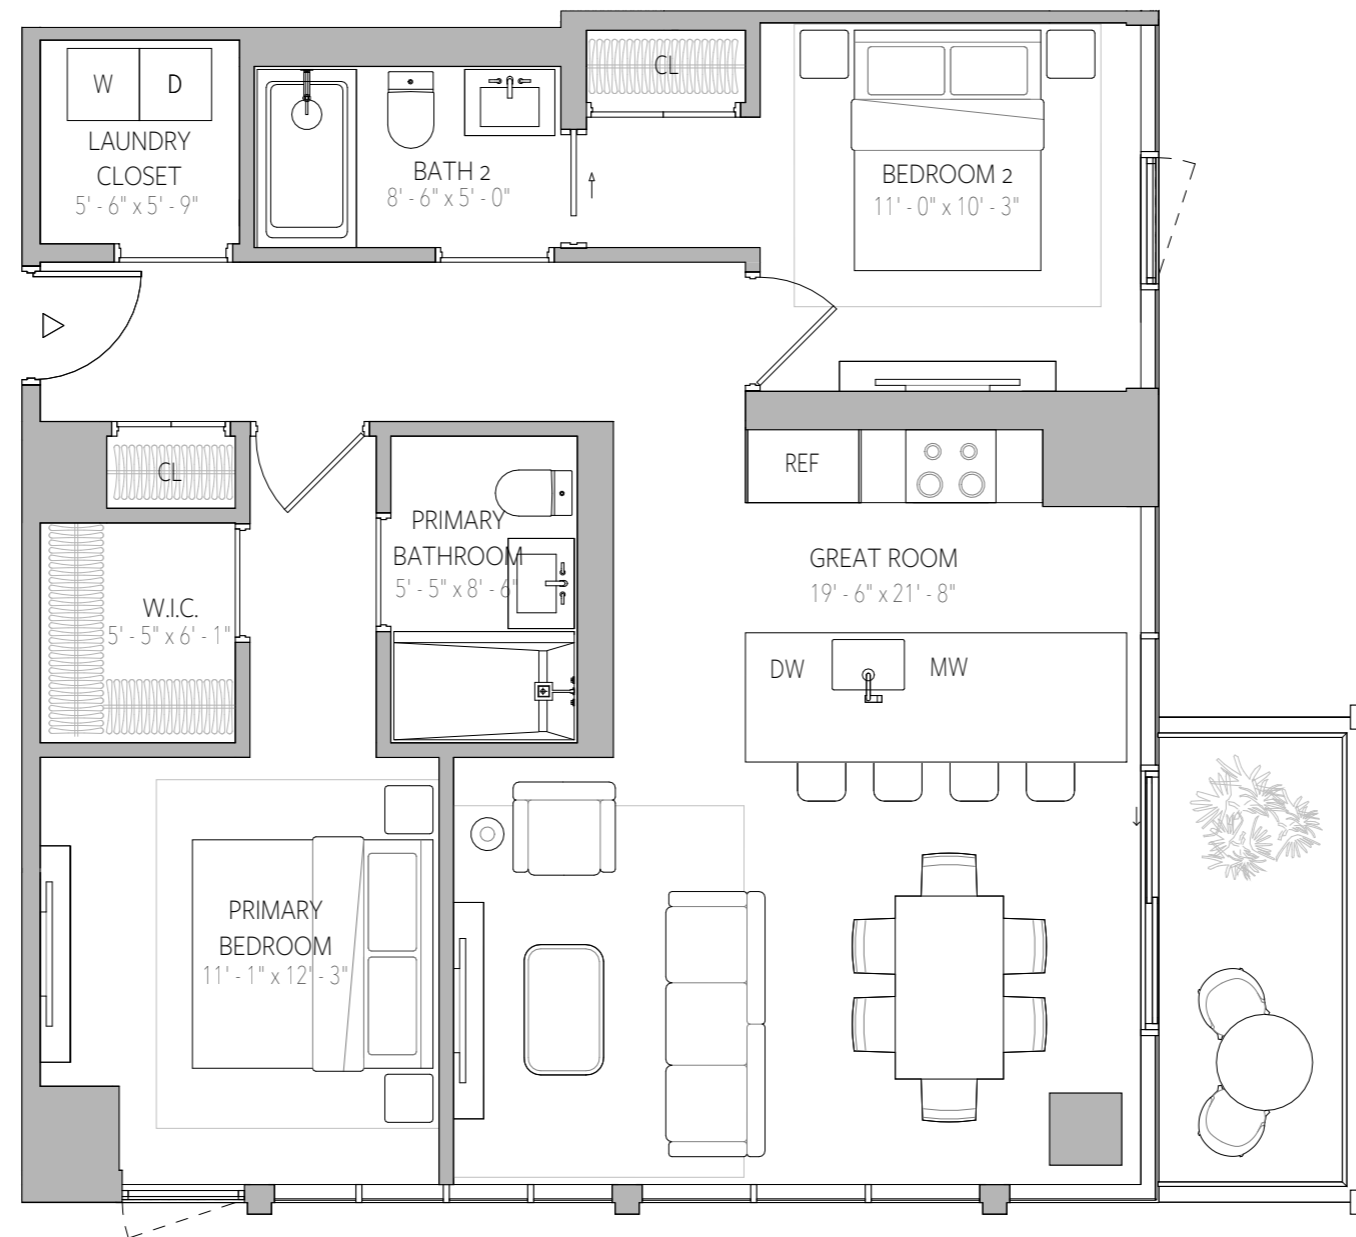 W
D
LAUNDRY
CLOSET
5' - 6" x 5' - 9"
BATH 2
8' - 6" x 5' - 0"
CL
BEDROOM 2
11' - 0" x 10' - 3"
CL
PRIMARY
BATHROOM
5' - 5" x 8' - 6"
REF
GREAT ROOM
19' - 6" x 21' - 8"
W.I.C.
5' - 5" x 6' - 1"
DW
MW
PRIMARY
BEDROOM
11' - 1" x 12' - 3"